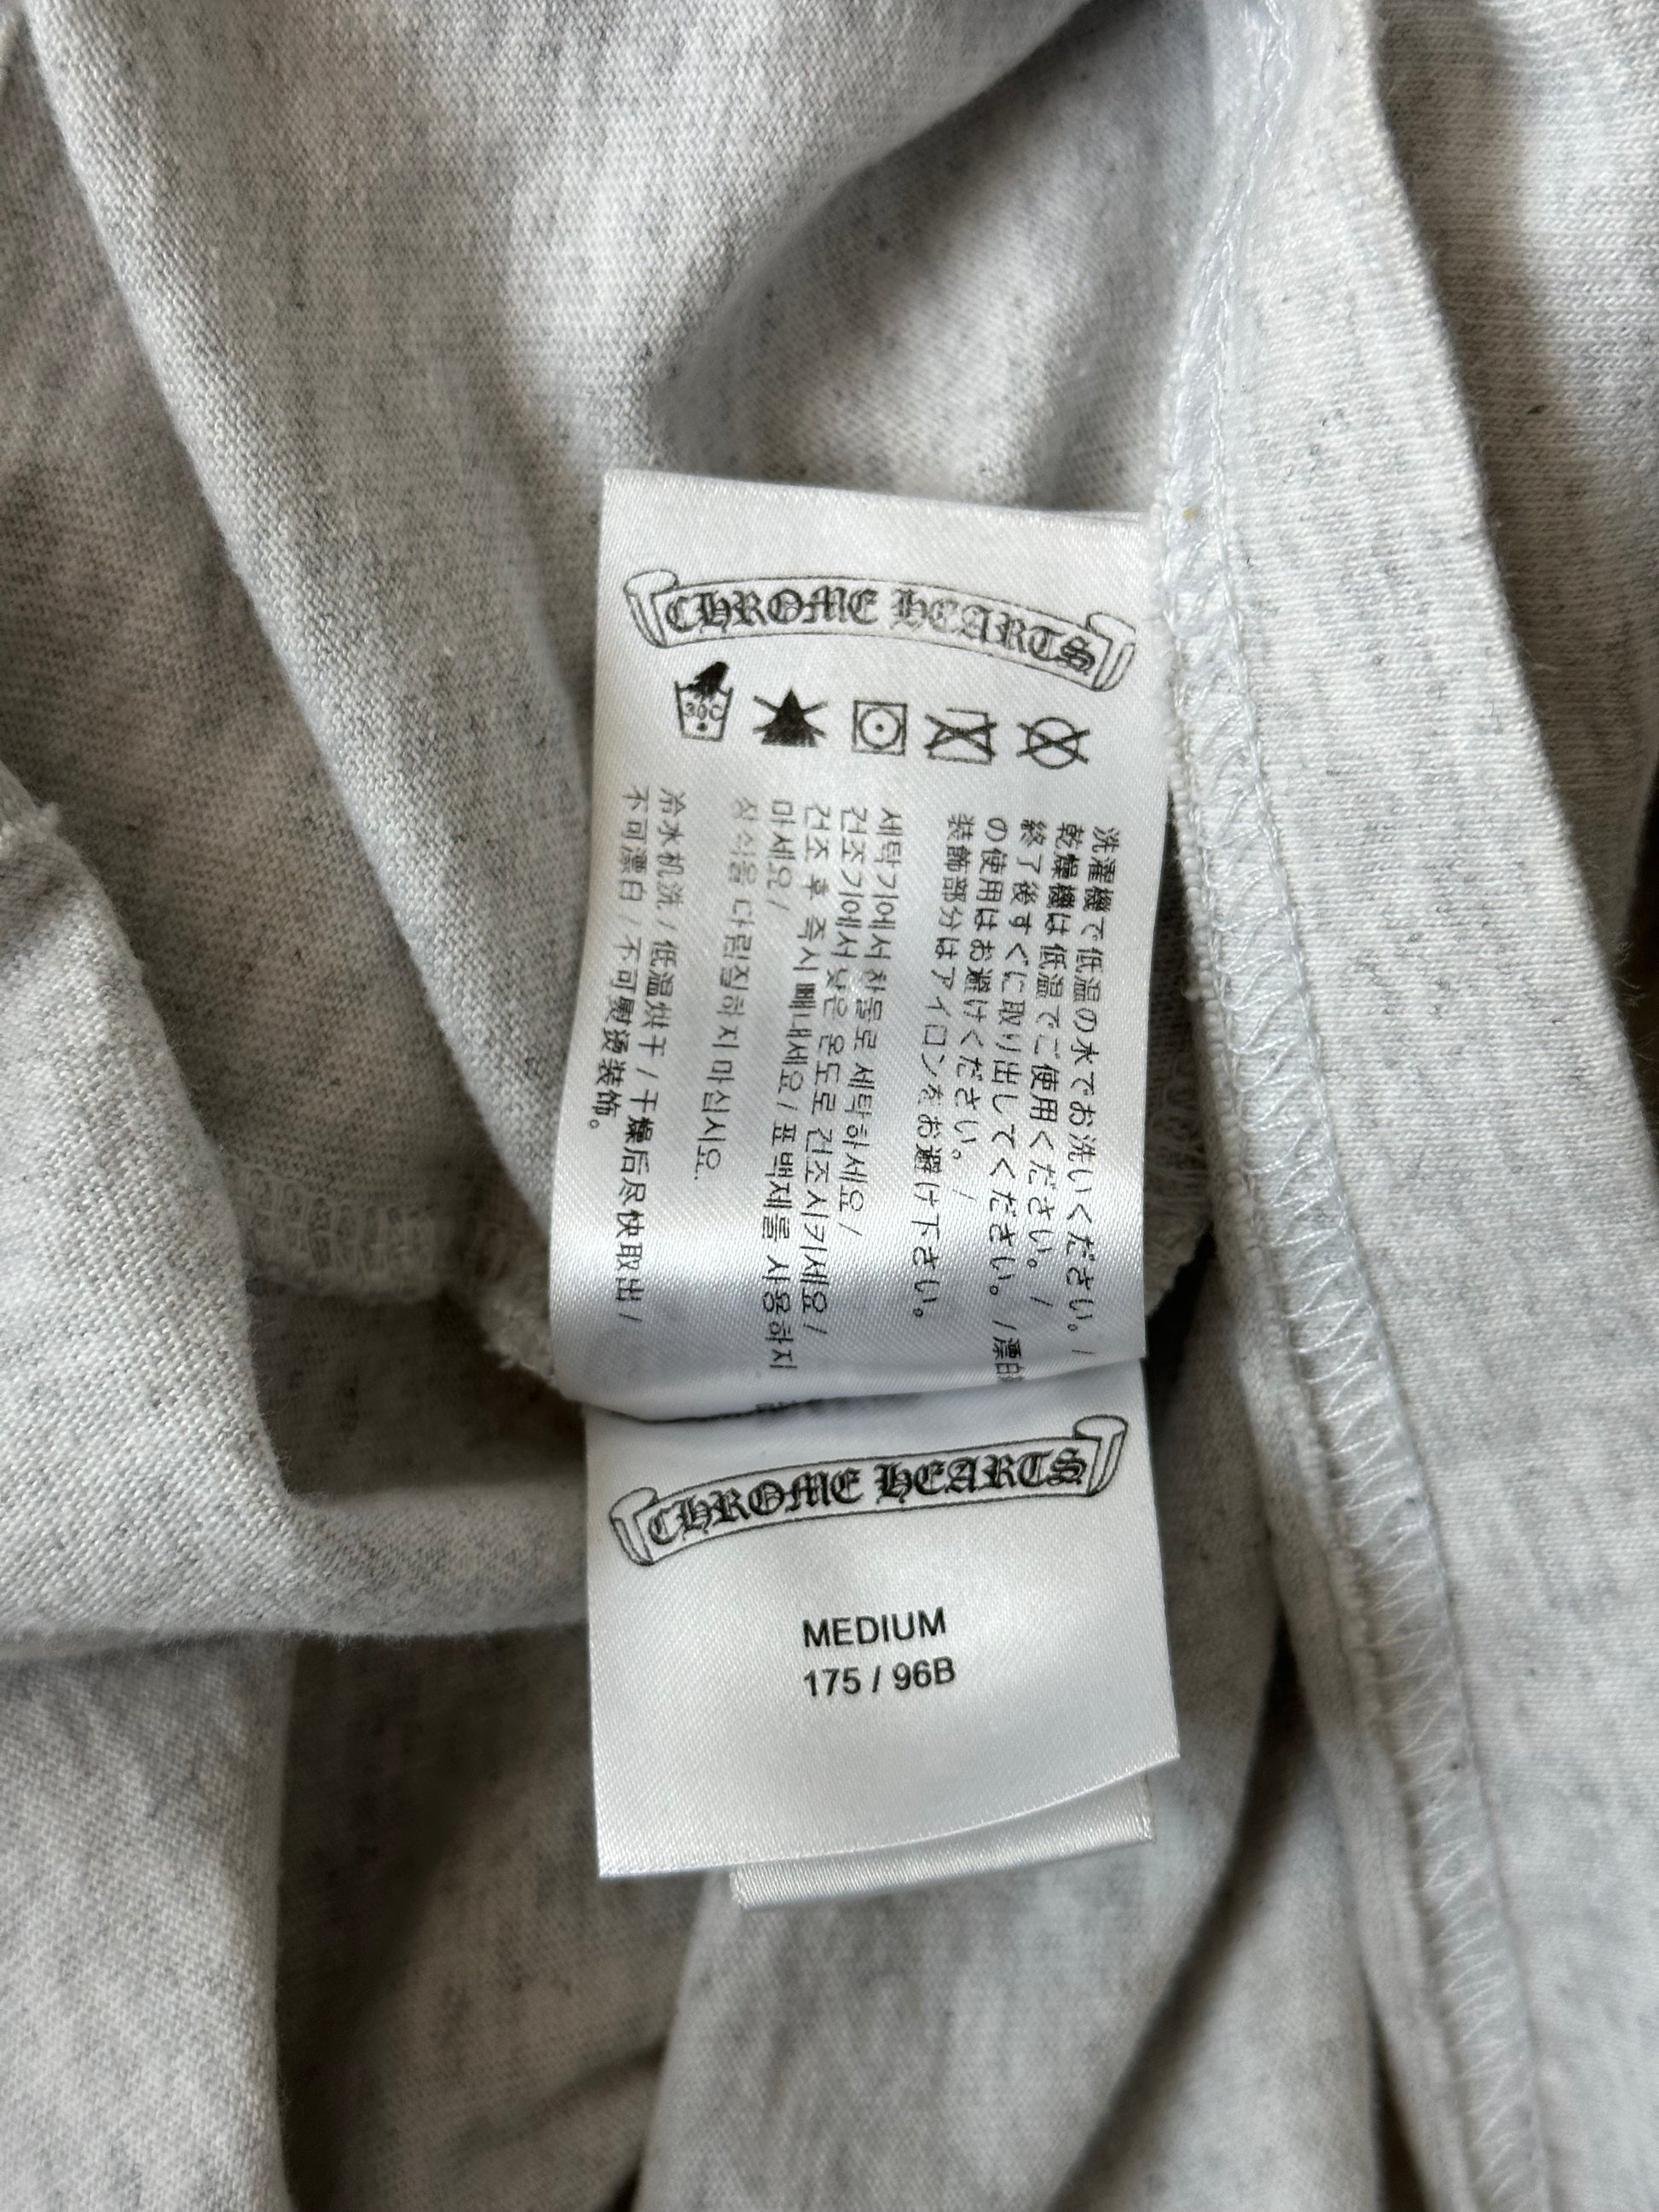 CHROME HEARTS
30C
洗濯機で低温の水でお洗いください。/
乾燥機は低温でご使用ください。/
終了後すぐに取り出してください。/漂白
の使用はお避けください。/
装飾部分はアイロンをお避け下さい。
세탁기에서 찬물로 세탁하세요 /
건조기에서 낮은 온도로 건조시키세요 /
건조 후 즉시 빼내세요 / 표백제를 사용하지
마세요 /
장식을 다림질하지 마십시오.
冷水机洗 / 低温烘干 / 干燥后尽快取出 /
不可漂白 / 不可熨烫装饰。
CHROME HEARTS
MEDIUM
175 / 96B